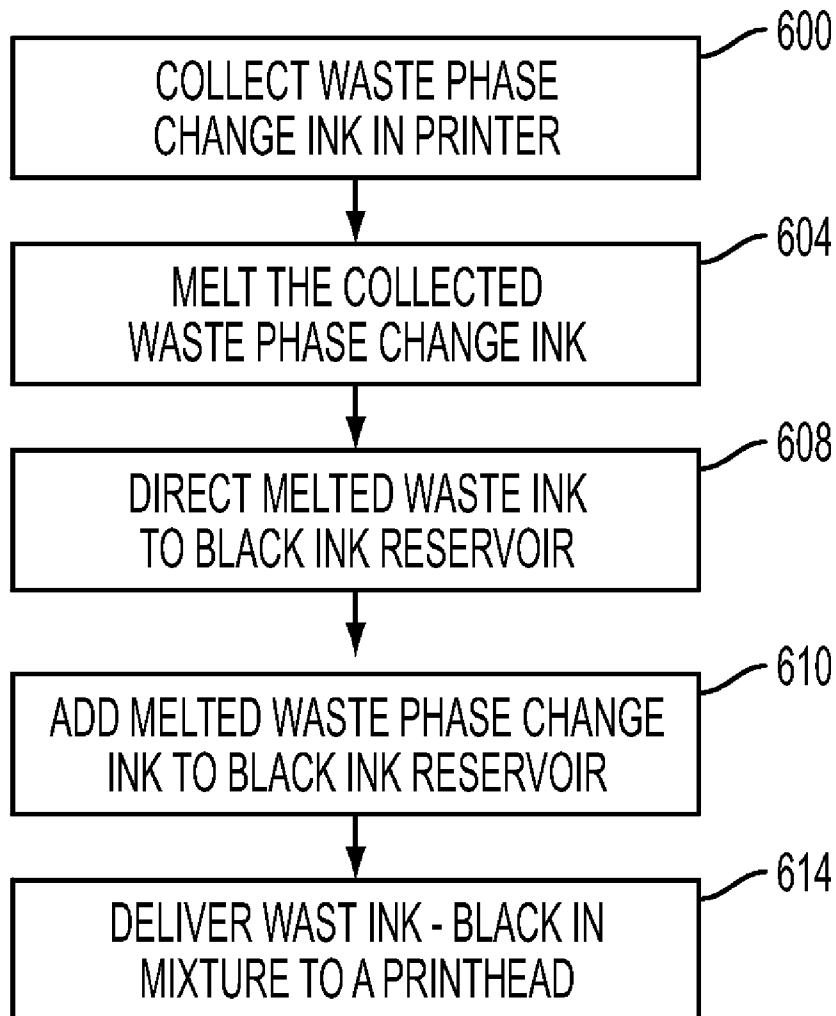 600
COLLECT WASTE PHASE
CHANGE INK IN PRINTER
604
MELT THE COLLECTED
WASTE PHASE CHANGE INK
608
DIRECT MELTED WASTE INK
TO BLACK INK RESERVOIR
610
ADD MELTED WASTE PHASE CHANGE
INK TO BLACK INK RESERVOIR
614
DELIVER WAST INK - BLACK IN
MIXTURE TO A PRINTHEAD